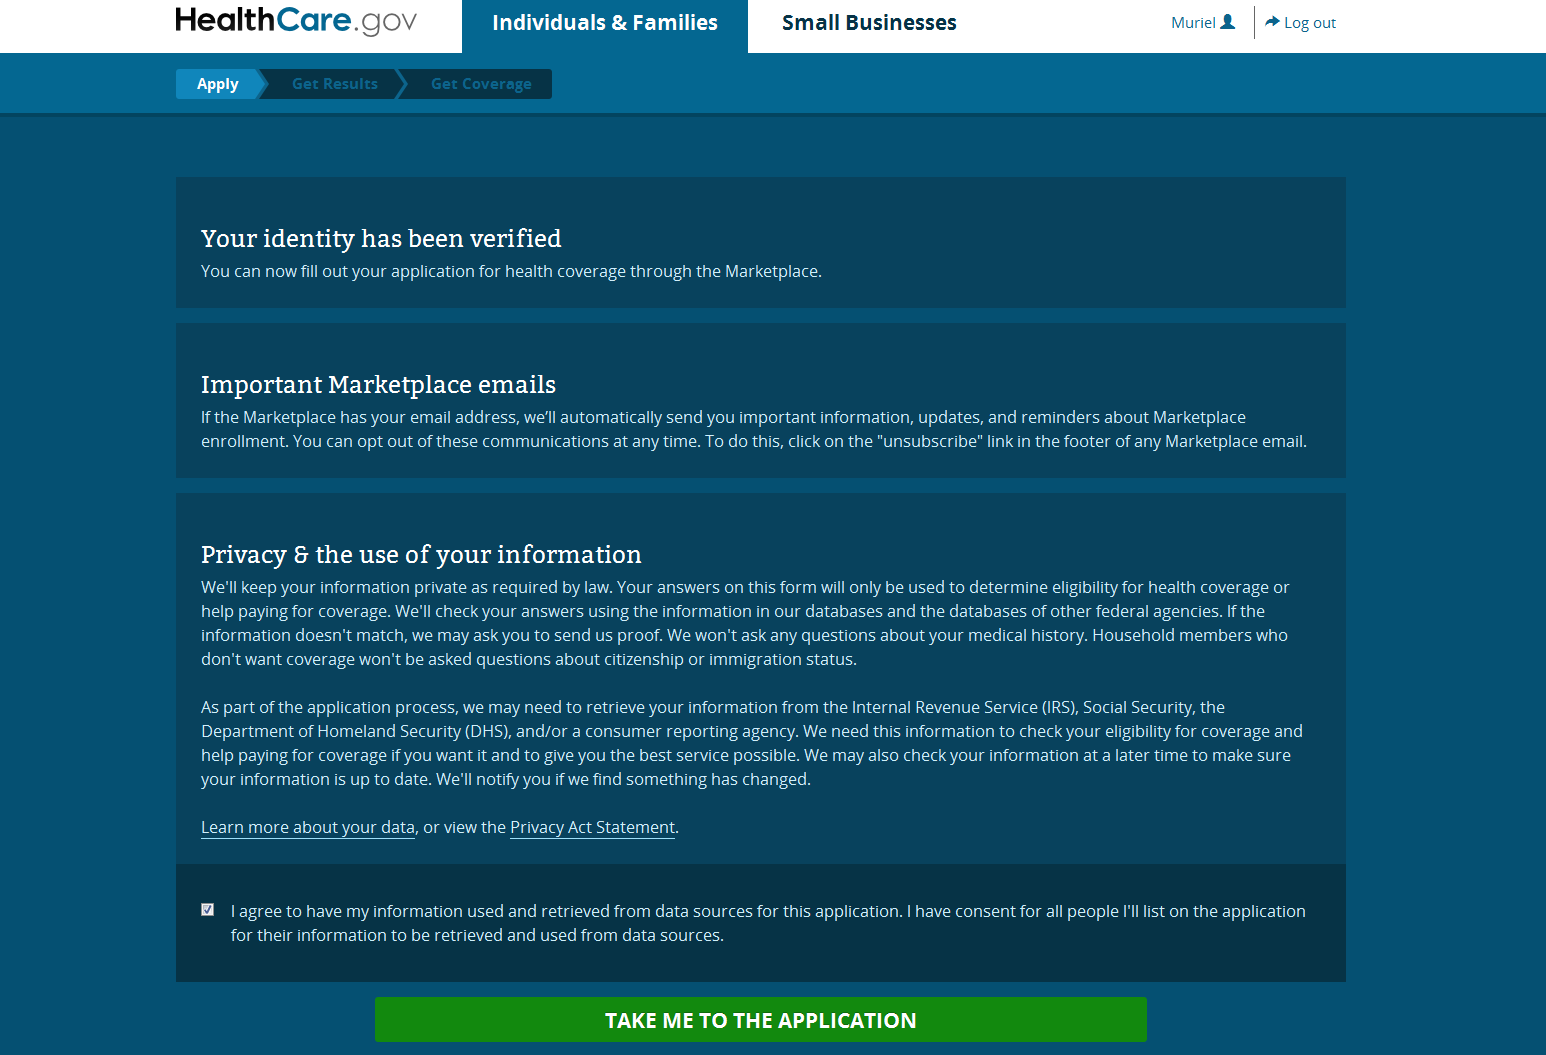 HealthCare.gov
Individuals & Families
Small Businesses
Muriel
Log out
Apply
Get Results
Get Coverage
Your identity has been verified
You can now fill out your application for health coverage through the Marketplace.
Important Marketplace emails
If the Marketplace has your email address, we’ll automatically send you important information, updates, and reminders about Marketplace
enrollment. You can opt out of these communications at any time. To do this, click on the "unsubscribe" link in the footer of any Marketplace email.
Privacy & the use of your information
We'll keep your information private as required by law. Your answers on this form will only be used to determine eligibility for health coverage or
help paying for coverage. We'll check your answers using the information in our databases and the databases of other federal agencies. If the
information doesn't match, we may ask you to send us proof. We won't ask any questions about your medical history. Household members who
don't want coverage won't be asked questions about citizenship or immigration status.
As part of the application process, we may need to retrieve your information from the Internal Revenue Service (IRS), Social Security, the
Department of Homeland Security (DHS), and/or a consumer reporting agency. We need this information to check your eligibility for coverage and
help paying for coverage if you want it and to give you the best service possible. We may also check your information at a later time to make sure
your information is up to date. We'll notify you if we find something has changed.
Learn more about your data, or view the Privacy Act Statement.
I agree to have my information used and retrieved from data sources for this application. I have consent for all people I'll list on the application
for their information to be retrieved and used from data sources.
TAKE ME TO THE APPLICATION